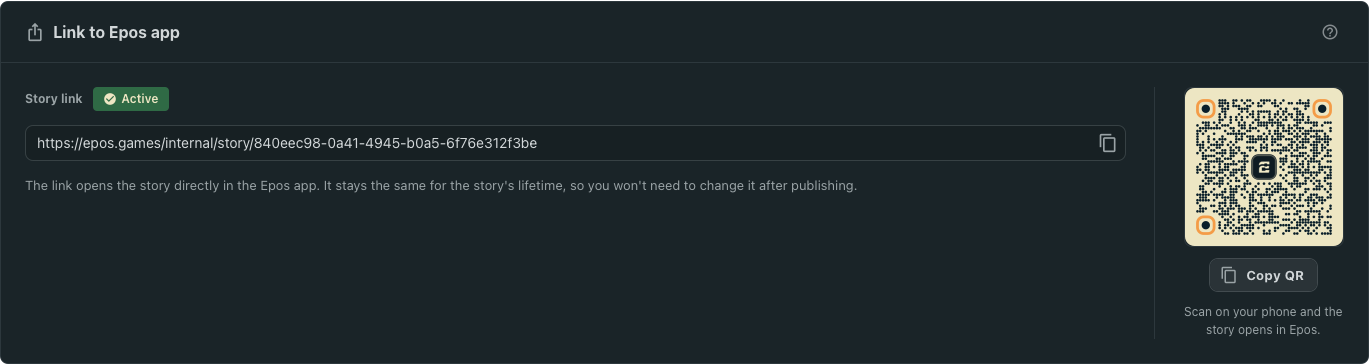 Link to Epos app
Story link
Active
https://epos.games/internal/story/840eec98-0a41-4945-b0a5-6f76e312f3be
The link opens the story directly in the Epos app. It stays the same for the story's lifetime, so you won't need to change it after publishing.
Copy QR
Scan on your phone and the
story opens in Epos.